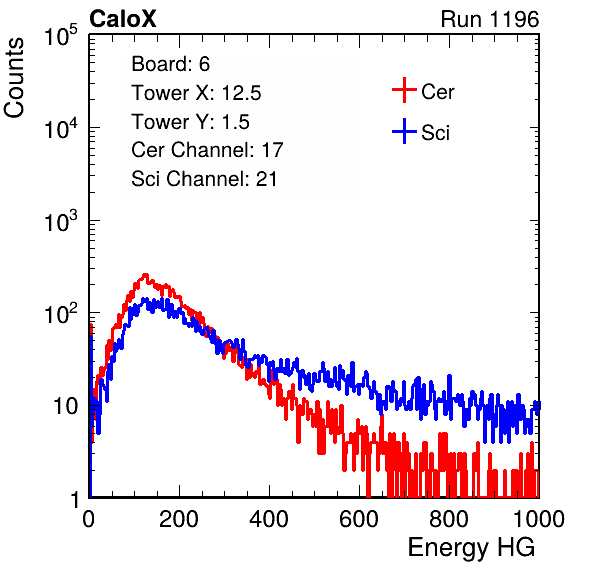 CaloX Run 1196
Counts
10^5
10^4
10^3
10^2
10
1
Board: 6
Tower X: 12.5
Tower Y: 1.5
Cer Channel: 17
Sci Channel: 21
Cer
Sci
0 200 400 600 800 1000
Energy HG